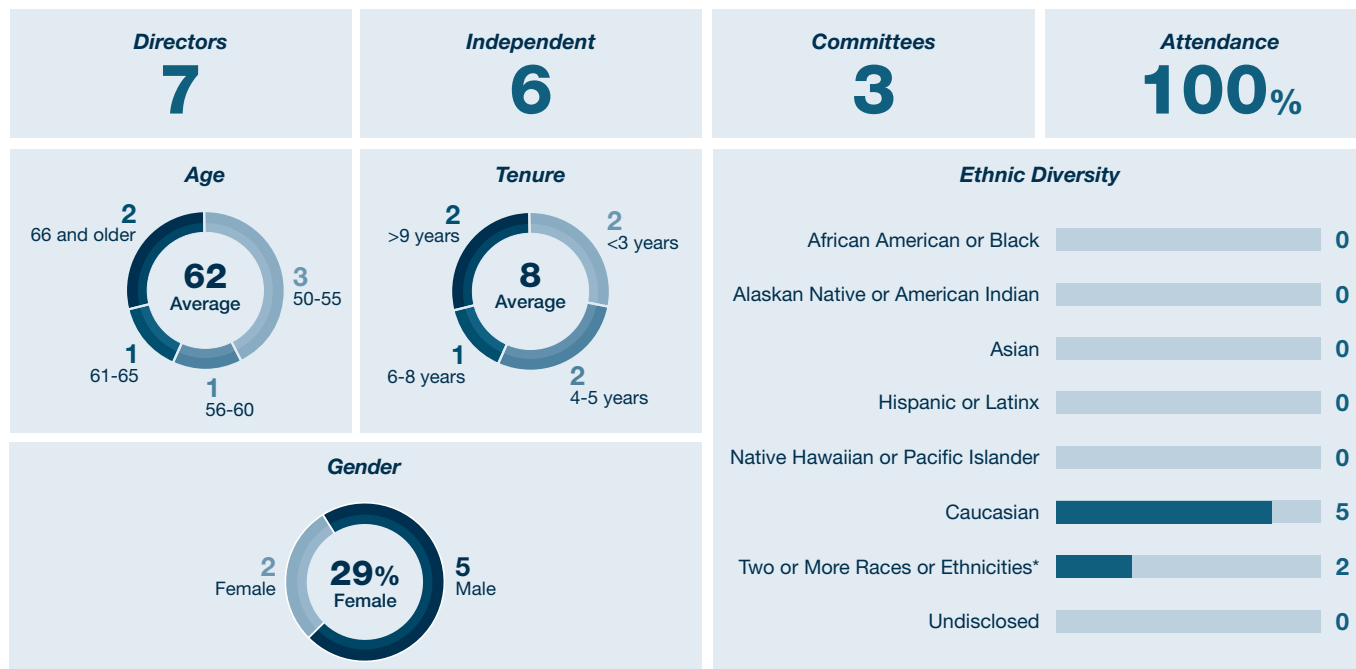 Directors
7
Independent
6
Committees
3
Attendance
100%
Age
2
66 and older
3
50-55
62
Average
1
61-65
1
56-60
Tenure
2
>9 years
2
<3 years
8
Average
1
6-8 years
2
4-5 years
Gender
2
Female
29%
Female
5
Male
Ethnic Diversity
African American or Black 0
Alaskan Native or American Indian 0
Asian 0
Hispanic or Latinx 0
Native Hawaiian or Pacific Islander 0
Caucasian 5
Two or More Races or Ethnicities* 2
Undisclosed 0